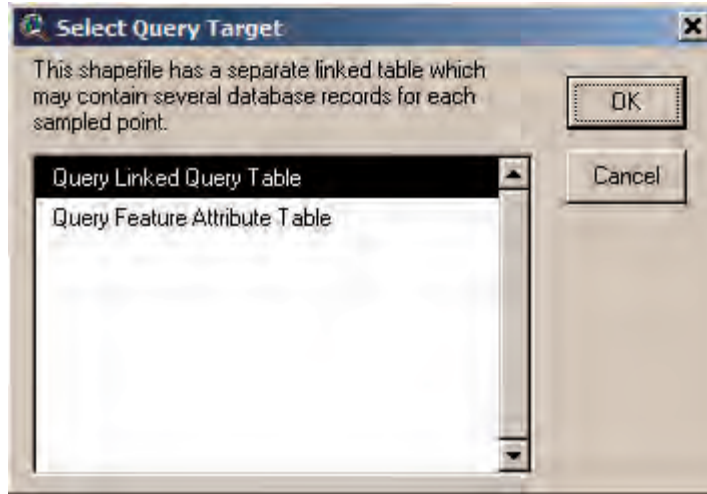 Select Query Target
This shapefile has a separate linked table which
may contain several database records for each
sampled point.
OK
Query Linked Query Table
Cancel
Query Feature Attribute Table